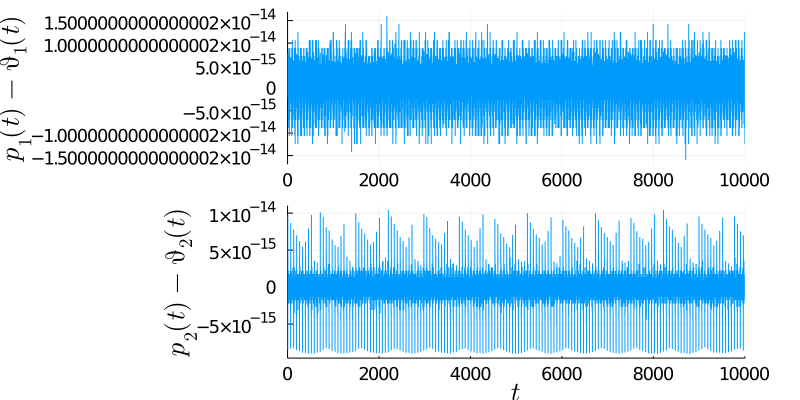 p₁(t) − ϑ₁(t)
1.5000000000000002×10⁻¹⁴
1.0000000000000002×10⁻¹⁴
5.0×10⁻¹⁵
0
−5.0×10⁻¹⁵
−1.0000000000000002×10⁻¹⁴
−1.5000000000000002×10⁻¹⁴
0 2000 4000 6000 8000 10000
p₂(t) − ϑ₂(t)
1×10⁻¹⁴
5×10⁻¹⁵
0
−5×10⁻¹⁵
0 2000 4000 6000 8000 10000
t